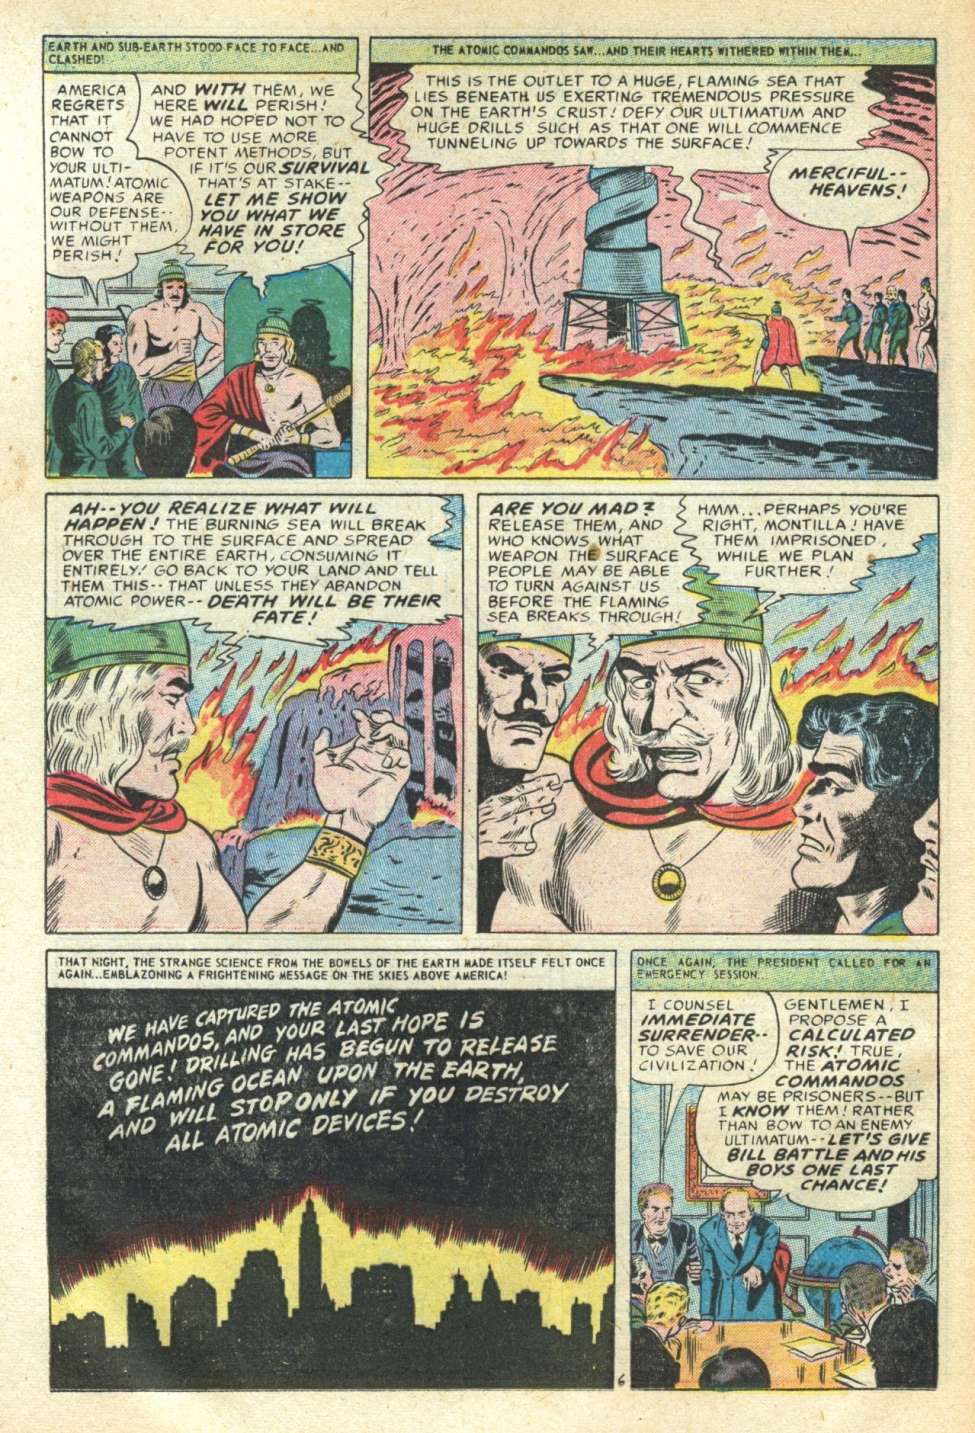 EARTH AND SUB-EARTH STOOD FACE TO FACE...AND
CLASHED!
AMERICA
REGRETS
THAT IT
CANNOT
BOW TO
YOUR ULTI-
MATUM! ATOMIC
WEAPONS ARE
OUR DEFENSE--
WITHOUT THEM,
WE MIGHT
PERISH!
AND WITH THEM, WE
HERE WILL PERISH!
WE HAD HOPED NOT TO
HAVE TO USE MORE
POTENT METHODS, BUT
IF IT'S OUR SURVIVAL
THAT'S AT STAKE--
LET ME SHOW
YOU WHAT WE
HAVE IN STORE
FOR YOU!
THE ATOMIC COMMANDOS SAW...AND THEIR HEARTS WITHERED WITHIN THEM...
THIS IS THE OUTLET TO A HUGE, FLAMING SEA THAT
LIES BENEATH US EXERTING TREMENDOUS PRESSURE
ON THE EARTH'S CRUST! DEFY OUR ULTIMATUM AND
HUGE DRILLS SUCH AS THAT ONE WILL COMMENCE
TUNNELING UP TOWARDS THE SURFACE!
MERCIFUL--
HEAVENS!
AH--YOU REALIZE WHAT WILL
HAPPEN! THE BURNING SEA WILL BREAK
THROUGH TO THE SURFACE AND SPREAD
OVER THE ENTIRE EARTH, CONSUMING IT
ENTIRELY! GO BACK TO YOUR LAND AND TELL
THEM THIS-- THAT UNLESS THEY ABANDON
ATOMIC POWER-- DEATH WILL BE THEIR
FATE!
ARE YOU MAD?
RELEASE THEM, AND
WHO KNOWS WHAT
WEAPON THE SURFACE
PEOPLE MAY BE ABLE
TO TURN AGAINST US
BEFORE THE FLAMING
SEA BREAKS THROUGH!
HMM...PERHAPS YOU'RE
RIGHT, MONTILLA! HAVE
THEM IMPRISONED,
WHILE WE PLAN
FURTHER!
THAT NIGHT, THE STRANGE SCIENCE FROM THE BOWELS OF THE EARTH MADE ITSELF FELT ONCE
AGAIN...EMBLAZONING A FRIGHTENING MESSAGE ON THE SKIES ABOVE AMERICA!
WE HAVE CAPTURED THE ATOMIC
COMMANDOS, AND YOUR LAST HOPE IS
GONE! DRILLING HAS BEGUN TO RELEASE
A FLAMING OCEAN UPON THE EARTH,
AND WILL STOP ONLY IF YOU DESTROY
ALL ATOMIC DEVICES!
6
ONCE AGAIN, THE PRESIDENT CALLED FOR AN
EMERGENCY SESSION...
I COUNSEL
IMMEDIATE
SURRENDER--
TO SAVE OUR
CIVILIZATION!
GENTLEMEN, I
PROPOSE A
CALCULATED
RISK! TRUE,
THE ATOMIC
COMMANDOS
MAY BE PRISONERS--BUT
I KNOW THEM! RATHER
THAN BOW TO AN ENEMY
ULTIMATUM--LET'S GIVE
BILL BATTLE AND HIS
BOYS ONE LAST
CHANCE!